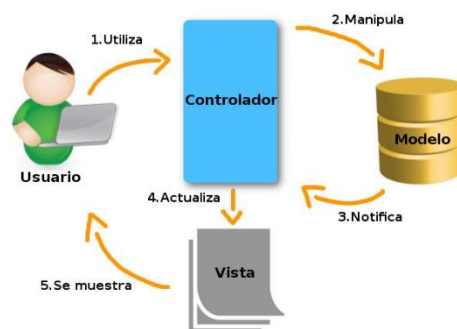 1.Utiliza
2.Manipula
Controlador
Modelo
Usuario
3.Notifica
4.Actualiza
Vista
5.Se muestra